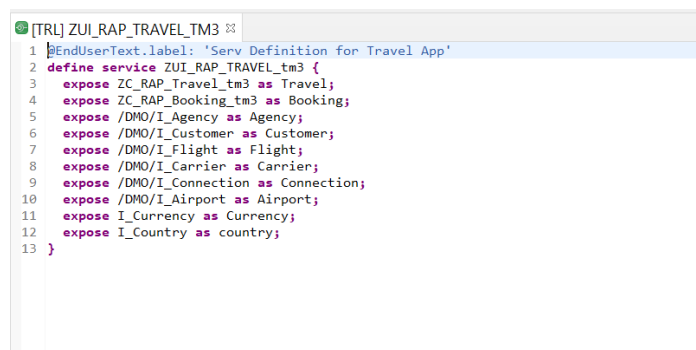 [TRL] ZUI_RAP_TRAVEL_TM3
1 @EndUserText.label: 'Serv Definition for Travel App'
2 define service ZUI_RAP_TRAVEL_tm3 {
3 expose ZC_RAP_Travel_tm3 as Travel;
4 expose ZC_RAP_Booking_tm3 as Booking;
5 expose /DMO/I_Agency as Agency;
6 expose /DMO/I_Customer as Customer;
7 expose /DMO/I_Flight as Flight;
8 expose /DMO/I_Carrier as Carrier;
9 expose /DMO/I_Connection as Connection;
10 expose /DMO/I_Airport as Airport;
11 expose I_Currency as Currency;
12 expose I_Country as country;
13 }